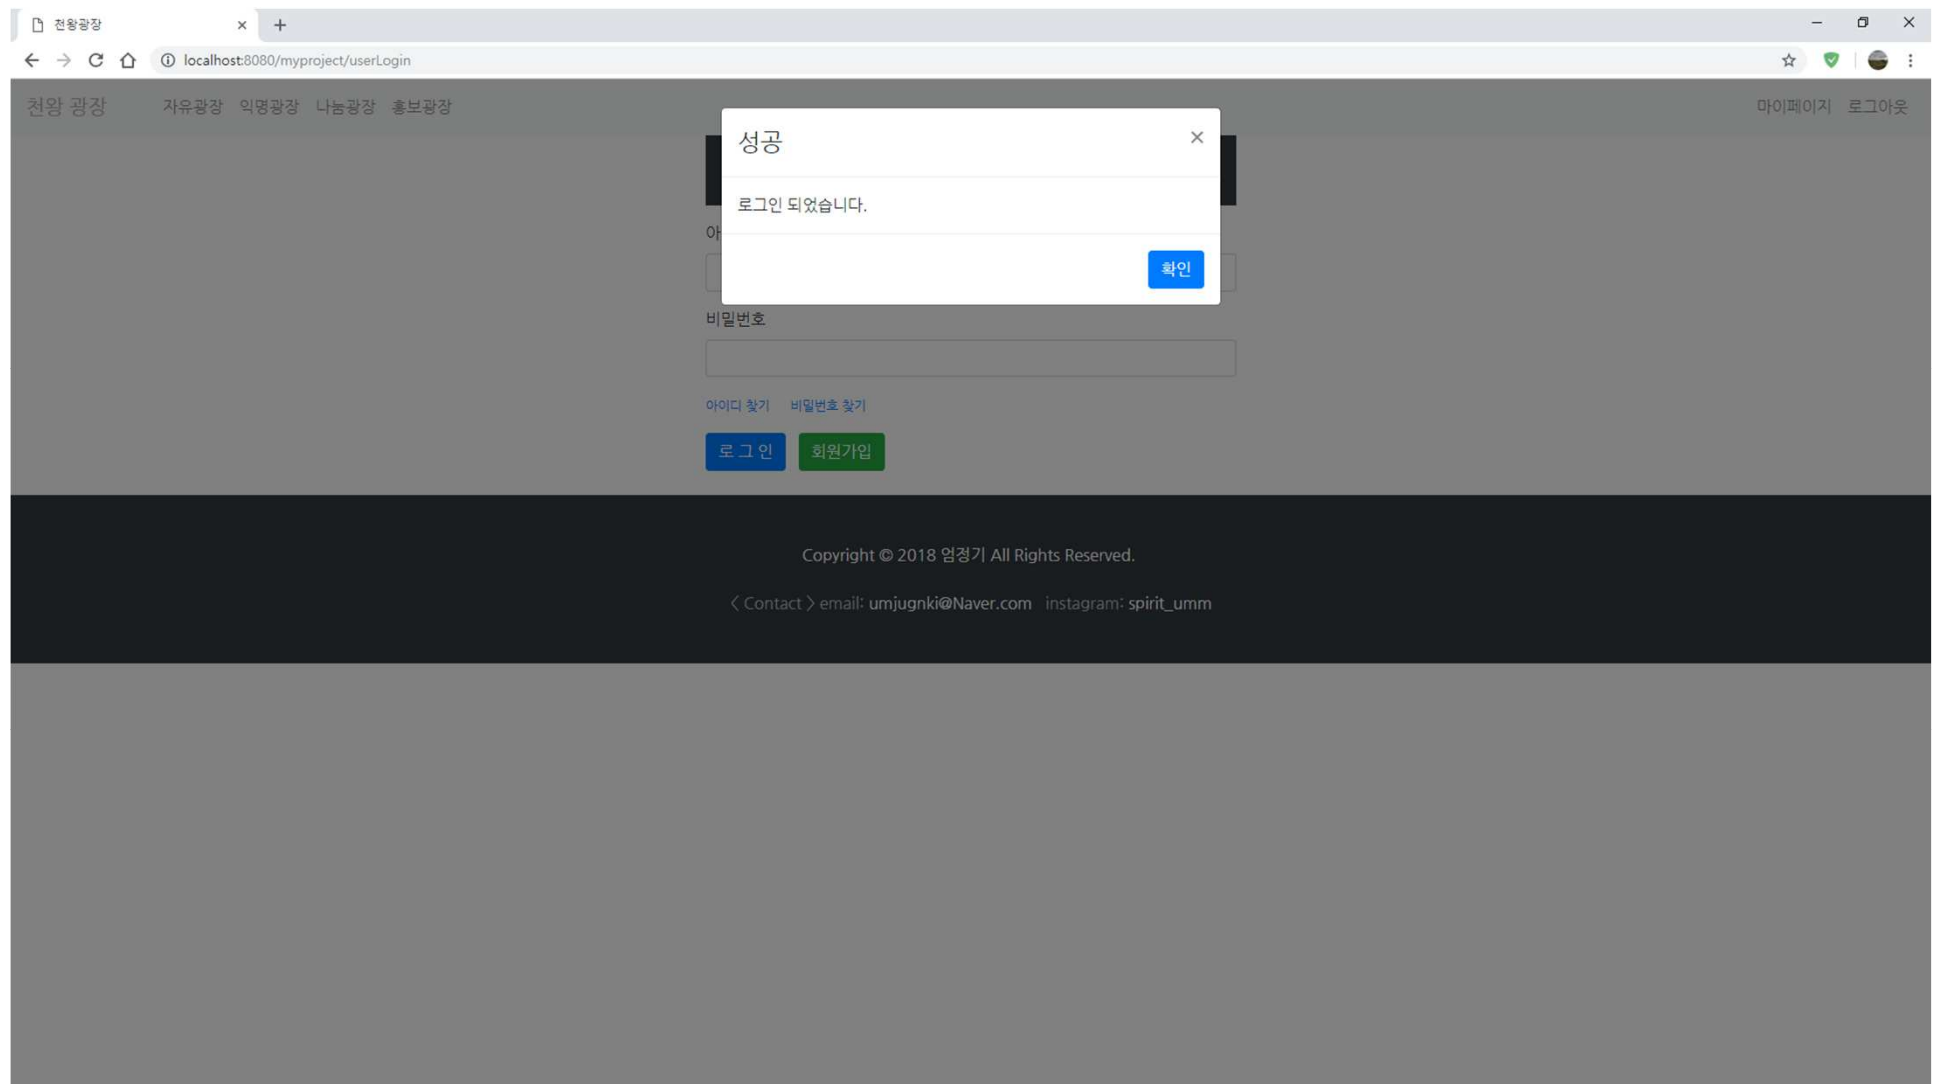 천왕광장
localhost:8080/myproject/userLogin
천왕 광장 자유광장 익명광장 나눔광장 홍보광장 마이페이지 로그아웃
성공
로그인 되었습니다.
아
확인
비밀번호
아이디 찾기 비밀번호 찾기
로 그 인 회원가입
Copyright © 2018 엄정기 All Rights Reserved.
〈 Contact 〉 email: umjugnki@Naver.com instagram: spirit_umm